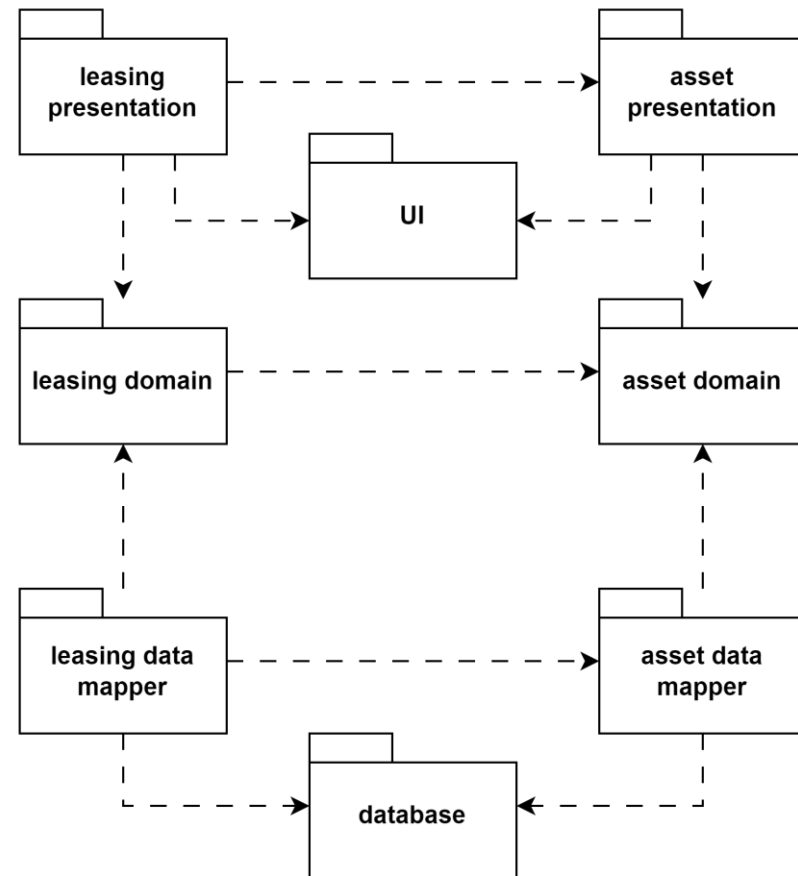 leasing
presentation
asset
presentation
UI
leasing domain
asset domain
leasing data
mapper
asset data
mapper
database